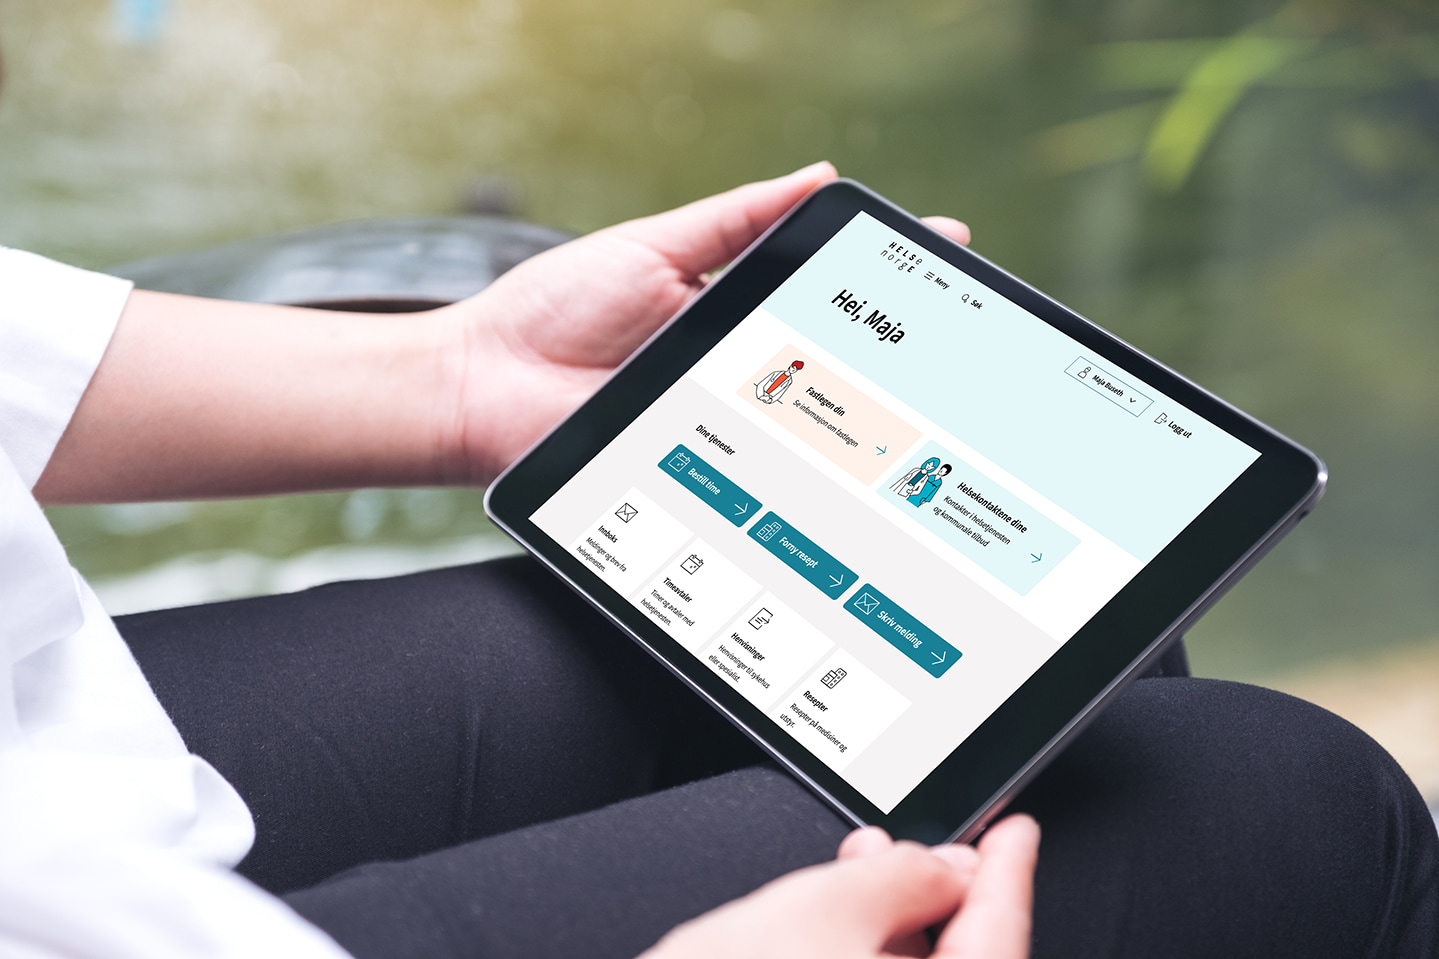 HELSe
norgE
Meny
Søk
Maja Buseth
Logg ut
Hei, Maja
Fastlegen din
Se informasjon om fastlegen
Helsekontaktene dine
Kontakter i helsetjenesten
og kommunale tilbud
Dine tjenester
Bestill time
Forny resept
Skriv melding
Innboks
Meldinger og brev fra
helsetjenesten.
Timeavtaler
Timer og avtaler med
helsetjenesten.
Henvisninger
Henvisninger til sykehus
eller spesialist.
Resepter
Resepter på medisiner og
utstyr.